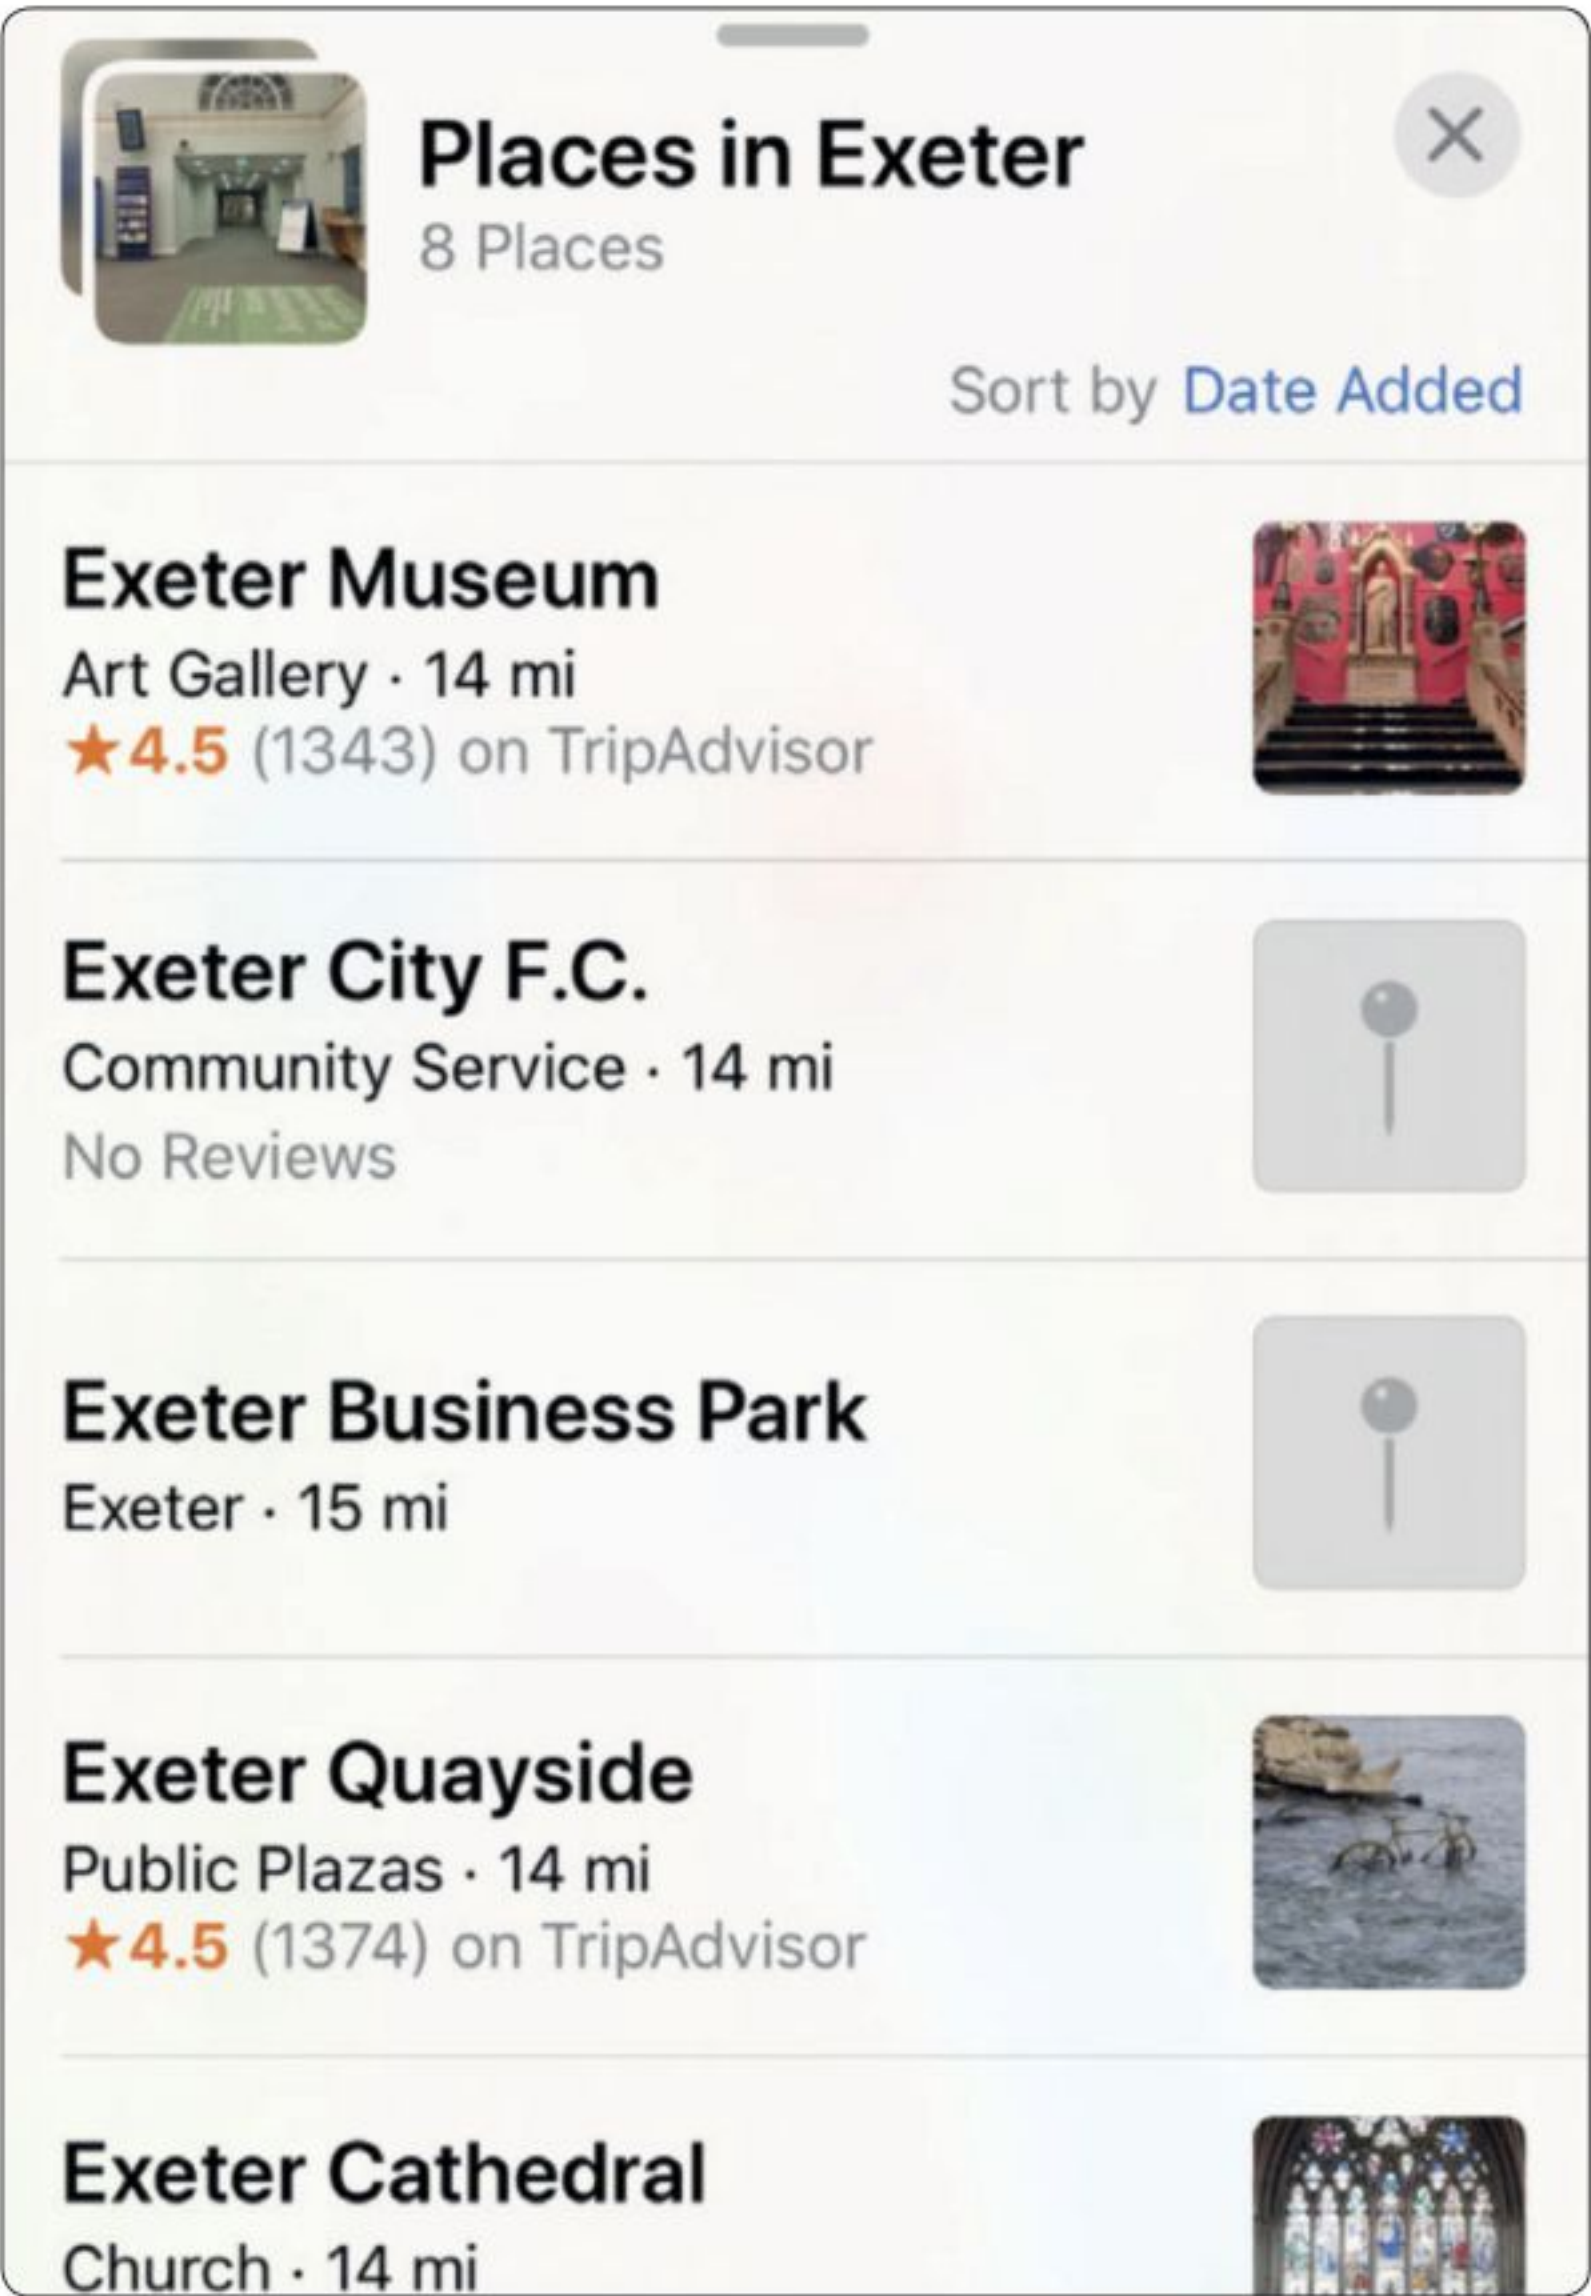 Places in Exeter
8 Places
Sort by Date Added
Exeter Museum
Art Gallery · 14 mi
★4.5 (1343) on TripAdvisor
Exeter City F.C.
Community Service · 14 mi
No Reviews
Exeter Business Park
Exeter · 15 mi
Exeter Quayside
Public Plazas · 14 mi
★4.5 (1374) on TripAdvisor
Exeter Cathedral
Church · 14 mi